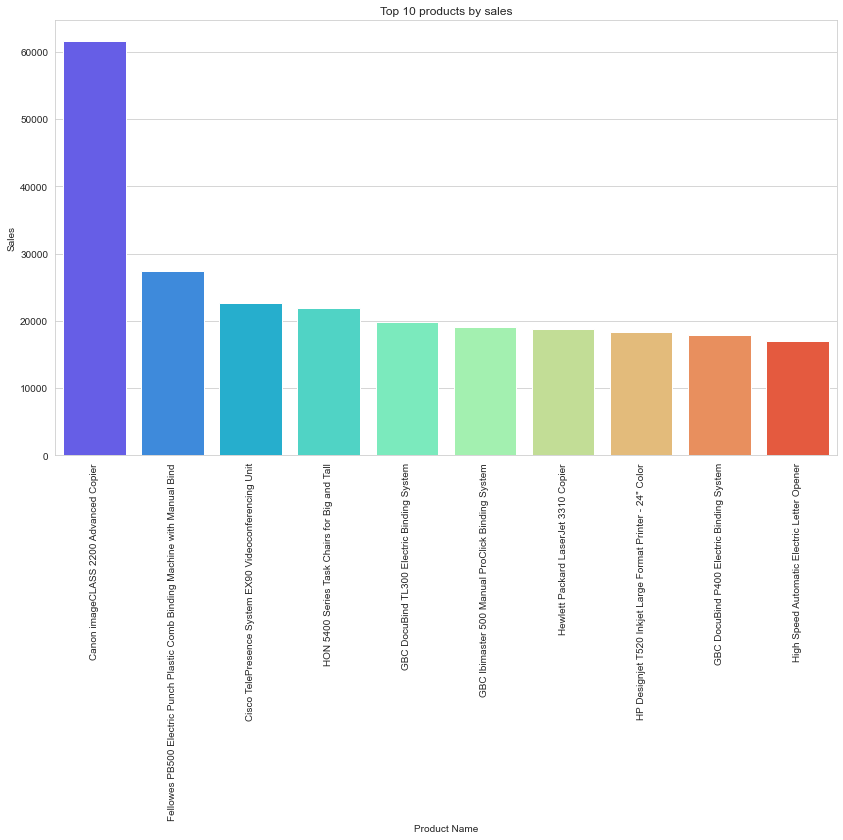 Top 10 products by sales
Sales
60000
50000
40000
30000
20000
10000
0
Canon imageCLASS 2200 Advanced Copier
Fellowes PB500 Electric Punch Plastic Comb Binding Machine with Manual Bind
Cisco TelePresence System EX90 Videoconferencing Unit
HON 5400 Series Task Chairs for Big and Tall
GBC DocuBind TL300 Electric Binding System
GBC Ibimaster 500 Manual ProClick Binding System
Hewlett Packard LaserJet 3310 Copier
HP Designjet T520 Inkjet Large Format Printer - 24" Color
GBC DocuBind P400 Electric Binding System
High Speed Automatic Electric Letter Opener
Product Name